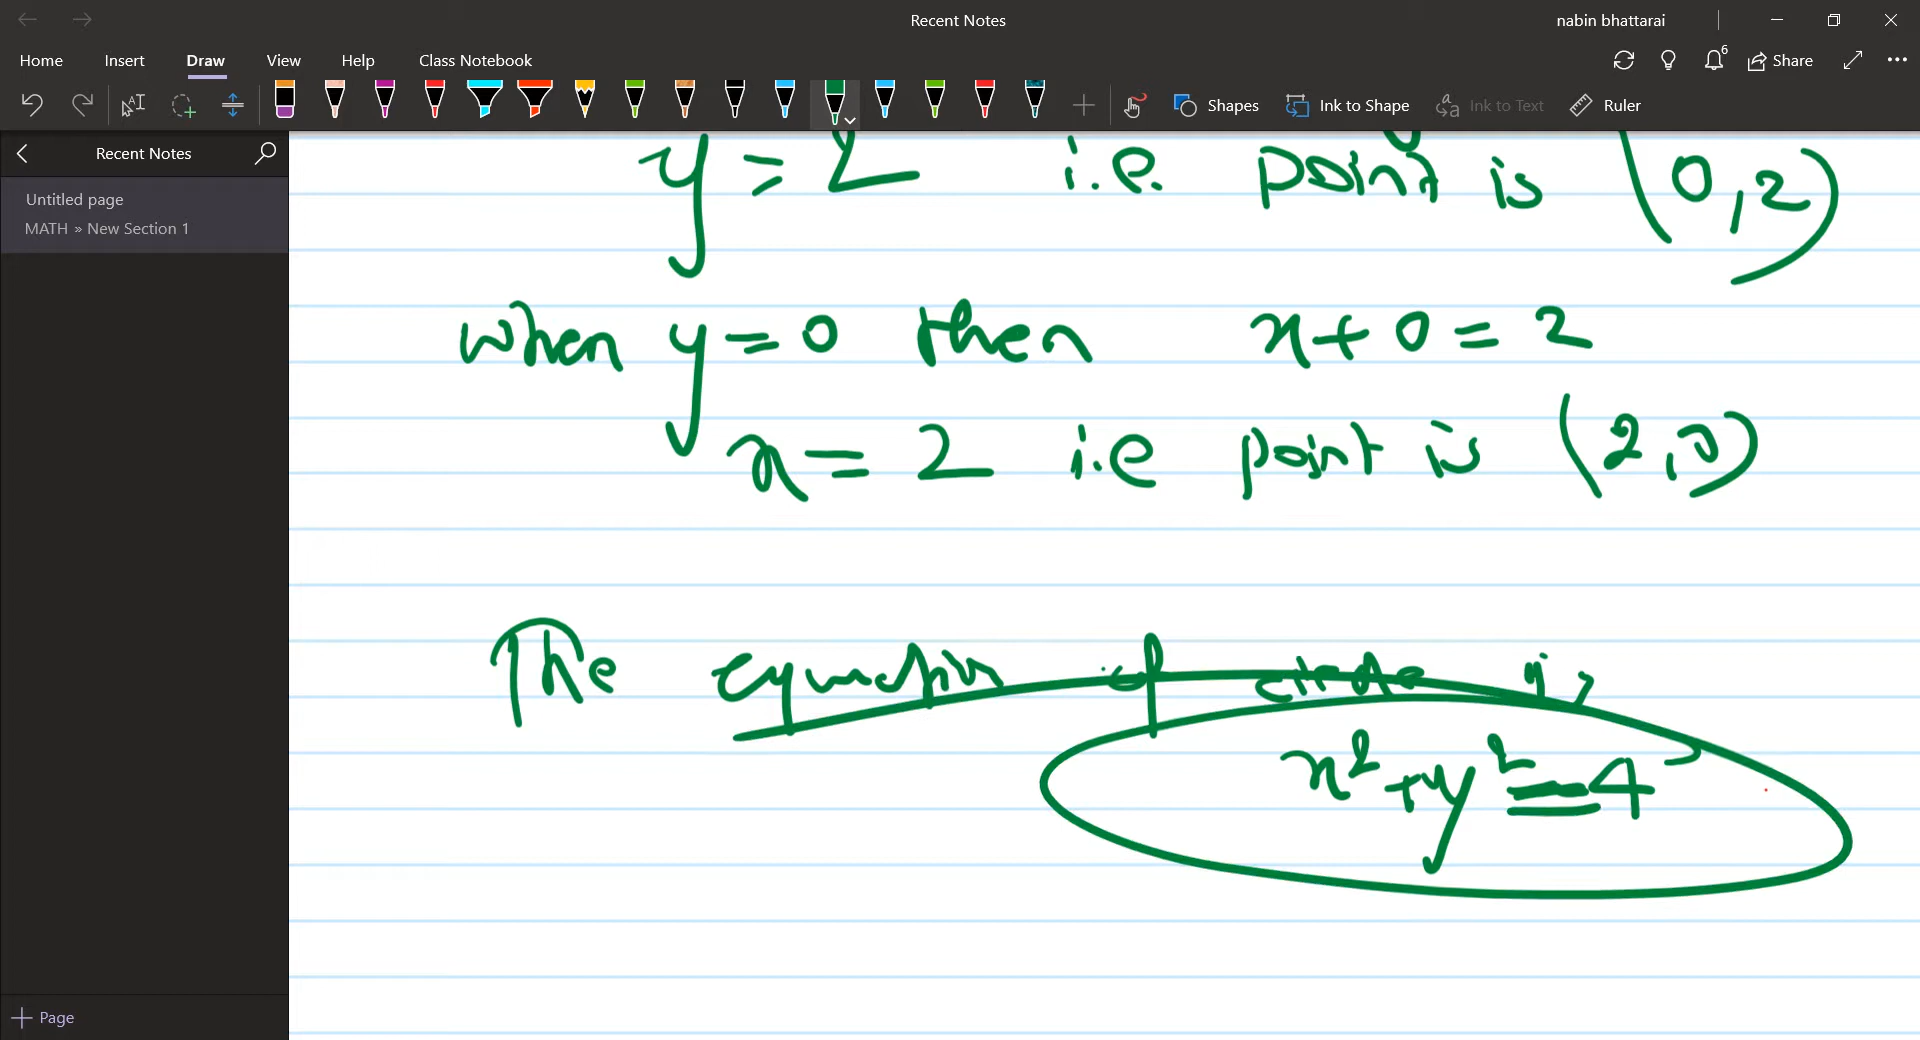 Recent Notes
nabin bhattarai
Home Insert Draw View Help Class Notebook
6
Share
Shapes Ink to Shape Ink to Text Ruler
Recent Notes
Untitled page
MATH » New Section 1
y = 2 i.e. point is (0,2)
when y = 0 then x + 0 = 2
x = 2 i.e point is (2,0)
The equation of circle is
x² + y² = 4
Page